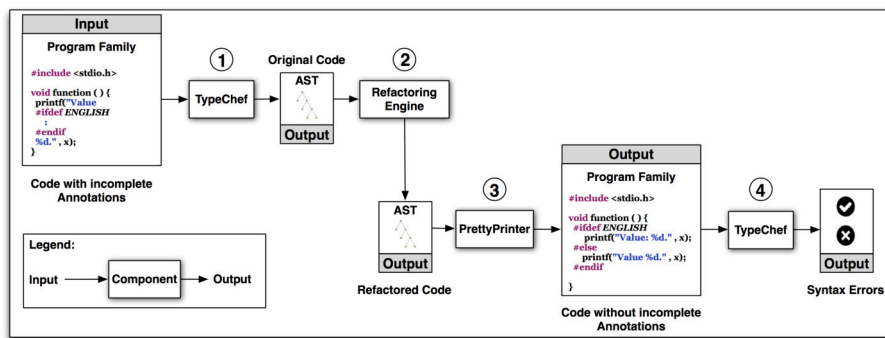 Input
Program Family
#include <stdio.h>
void function ( ) {
printf("Value
#ifdef ENGLISH
:
#endif
%d." , x);
}
Code with incomplete
Annotations
1
TypeChef
Original Code
AST
Output
2
Refactoring
Engine
AST
Output
Refactored Code
3
PrettyPrinter
Output
Program Family
#include <stdio.h>
void function ( ) {
#ifdef ENGLISH
printf("Value: %d." , x);
#else
printf("Value %d." , x);
#endif
}
Code without incomplete
Annotations
4
TypeChef
Output
Syntax Errors
Legend:
Input
Component
Output